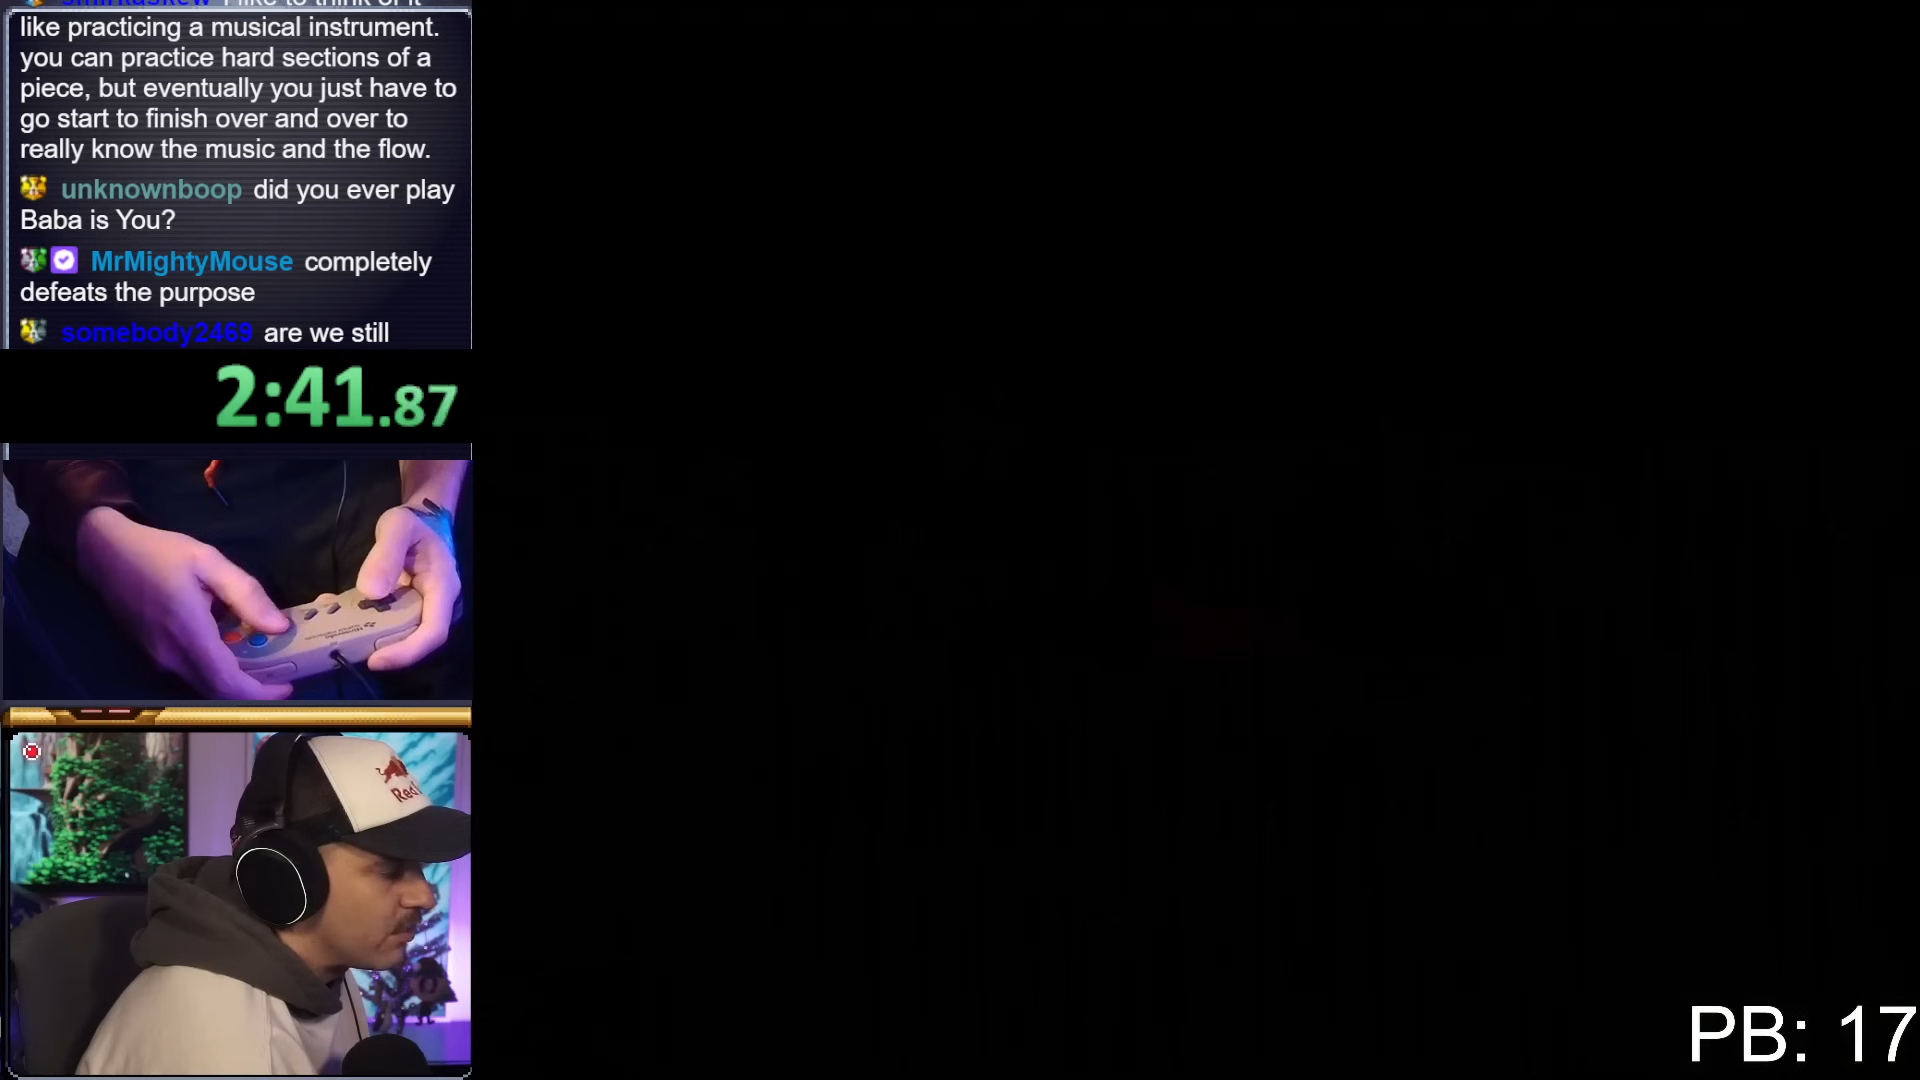 like practicing a musical instrument.
you can practice hard sections of a
piece, but eventually you just have to
go start to finish over and over to
really know the music and the flow.
unknownboop did you ever play
Baba is You?
MrMightyMouse completely
defeats the purpose
somebody2469 are we still
2:41.87
Red
PB: 17